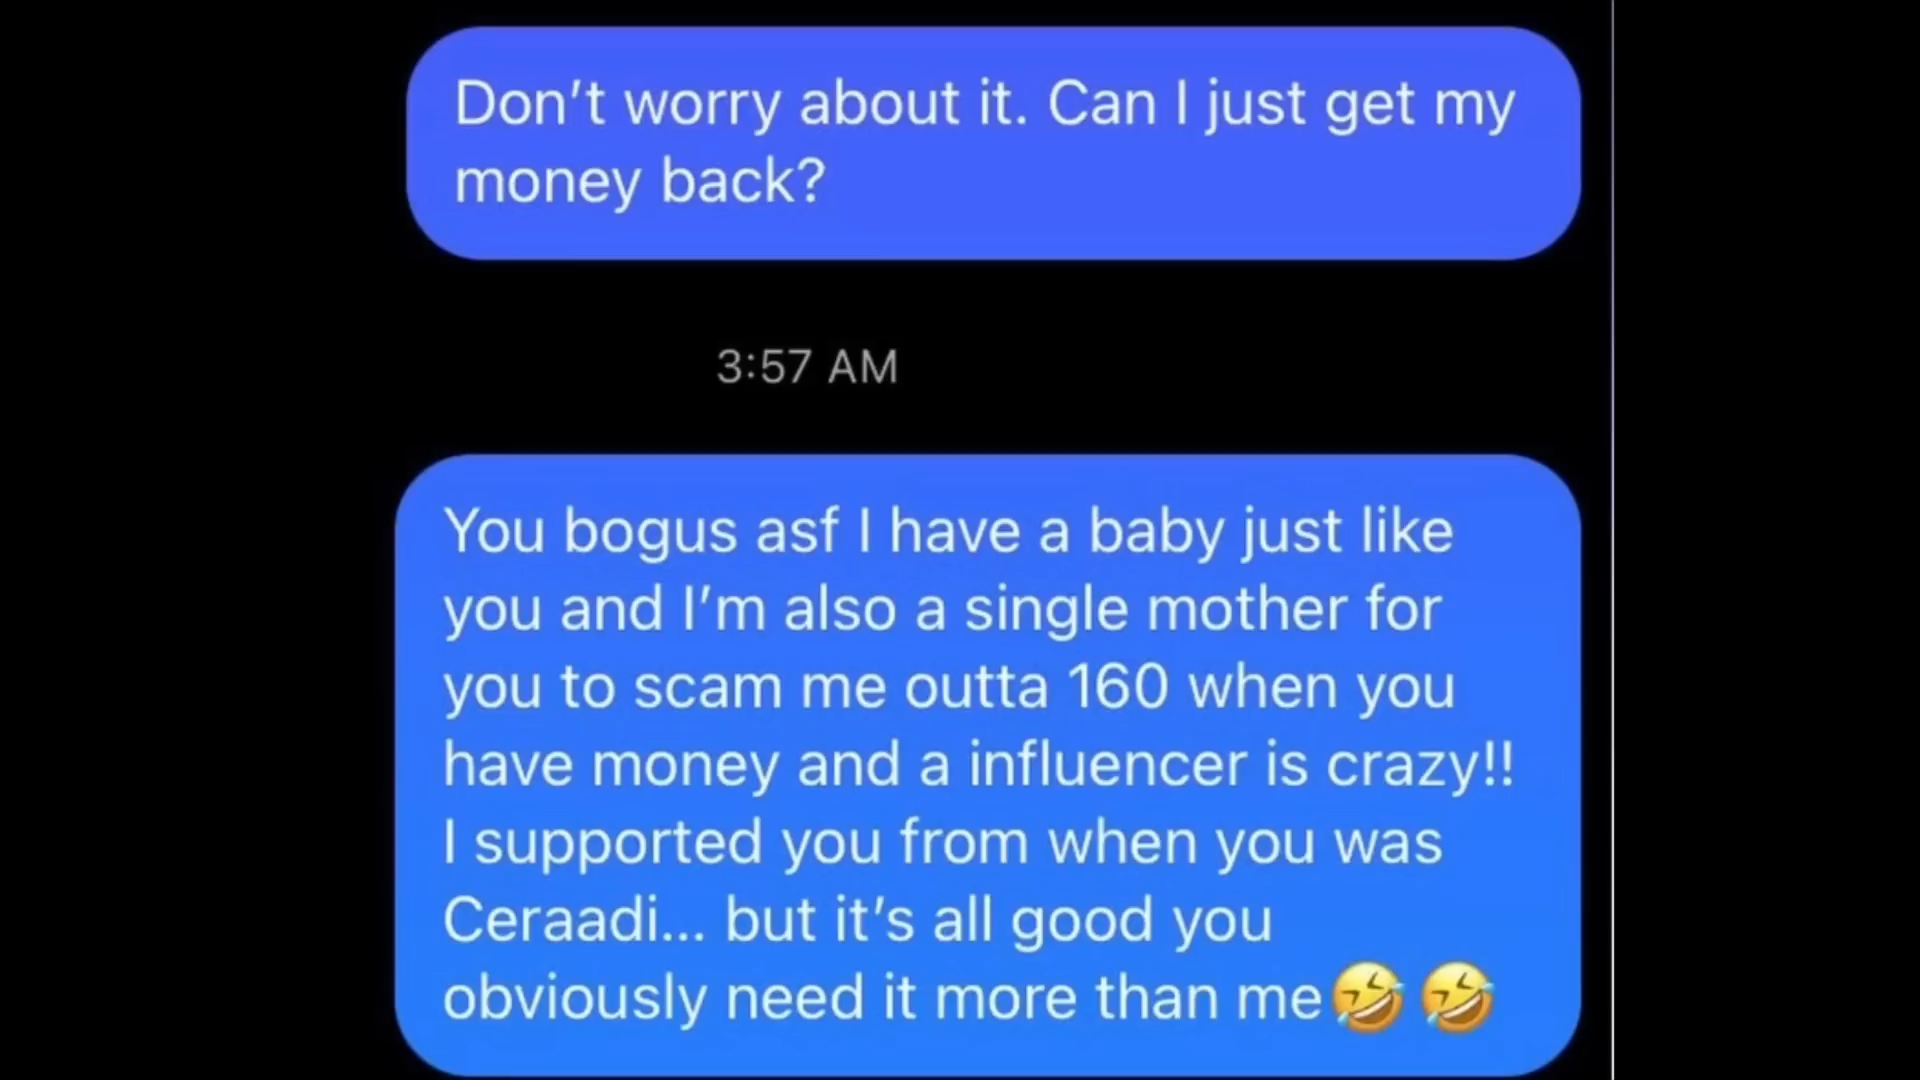 Don’t worry about it. Can I just get my
money back?
3:57 AM
You bogus asf I have a baby just like
you and I’m also a single mother for
you to scam me outta 160 when you
have money and a influencer is crazy!!
I supported you from when you was
Ceraadi... but it’s all good you
obviously need it more than me🤣🤣